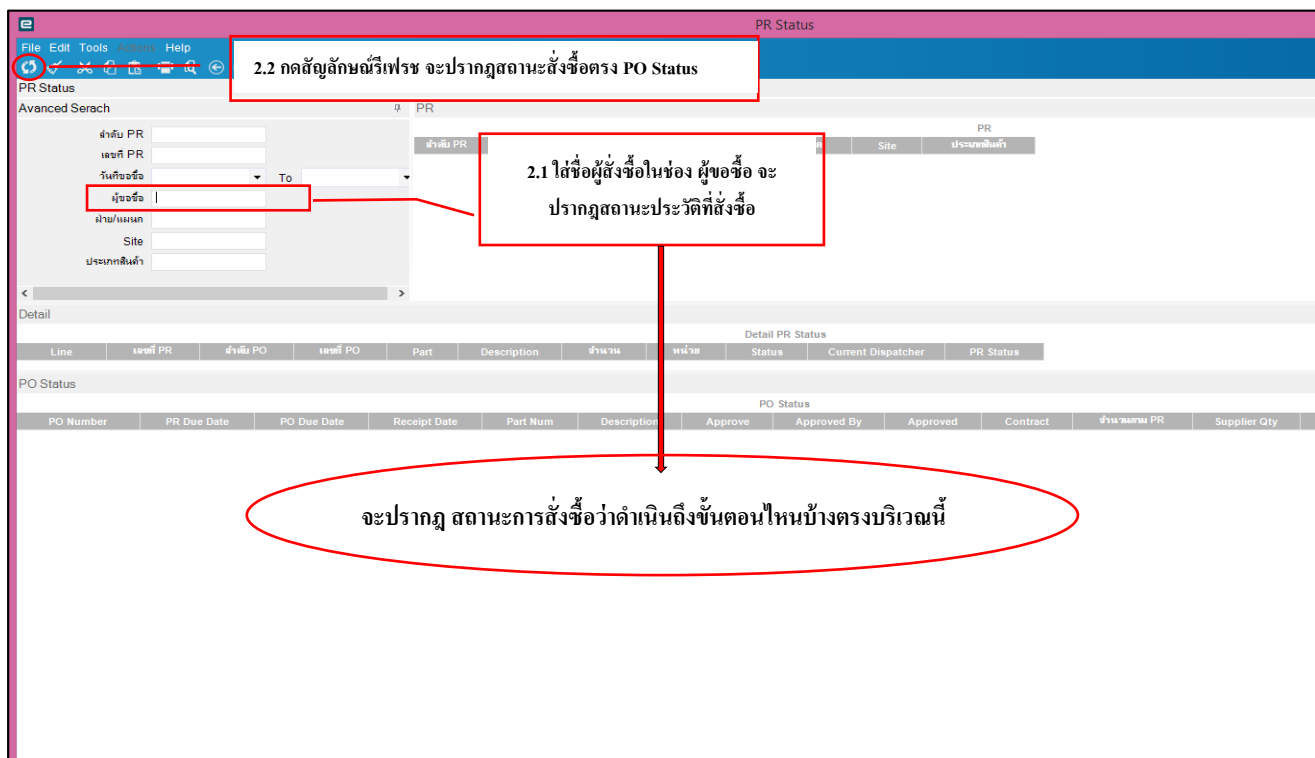 PR Status
File Edit Tools Actions Help
2.2 กดสัญลักษณ์รีเฟรช จะปรากฎสถานะสั่งซื้อตรง PO Status
PR Status
Avanced Serach
PR
PR
ลำดับ PR
เลขที่ PR
วันทีขอซื่อ
To
ผู้ขอซื่อ
ฝ่าย/แผนก
Site
ประเภทสินค้า
ลำดับ PR Site ประเภทสินค้า
2.1 ใส่ชื่อผู้สั่งซื้อในช่อง ผู้ขอซื้อ จะ
ปรากฎสถานะประวัติที่สั่งซื้อ
Detail
Detail PR Status
Line เลขที่ PR ลำดับ PO เลขที่ PO Part Description จำนวน หน่วย Status Current Dispatcher PR Status
PO Status
PO Status
PO Number PR Due Date PO Due Date Receipt Date Part Num Description Approve Approved By Approved Contract จำนวนตาม PR Supplier Qty
จะปรากฎ สถานะการสั่งซื้อว่าดำเนินถึงขั้นตอนไหนบ้างตรงบริเวณนี้